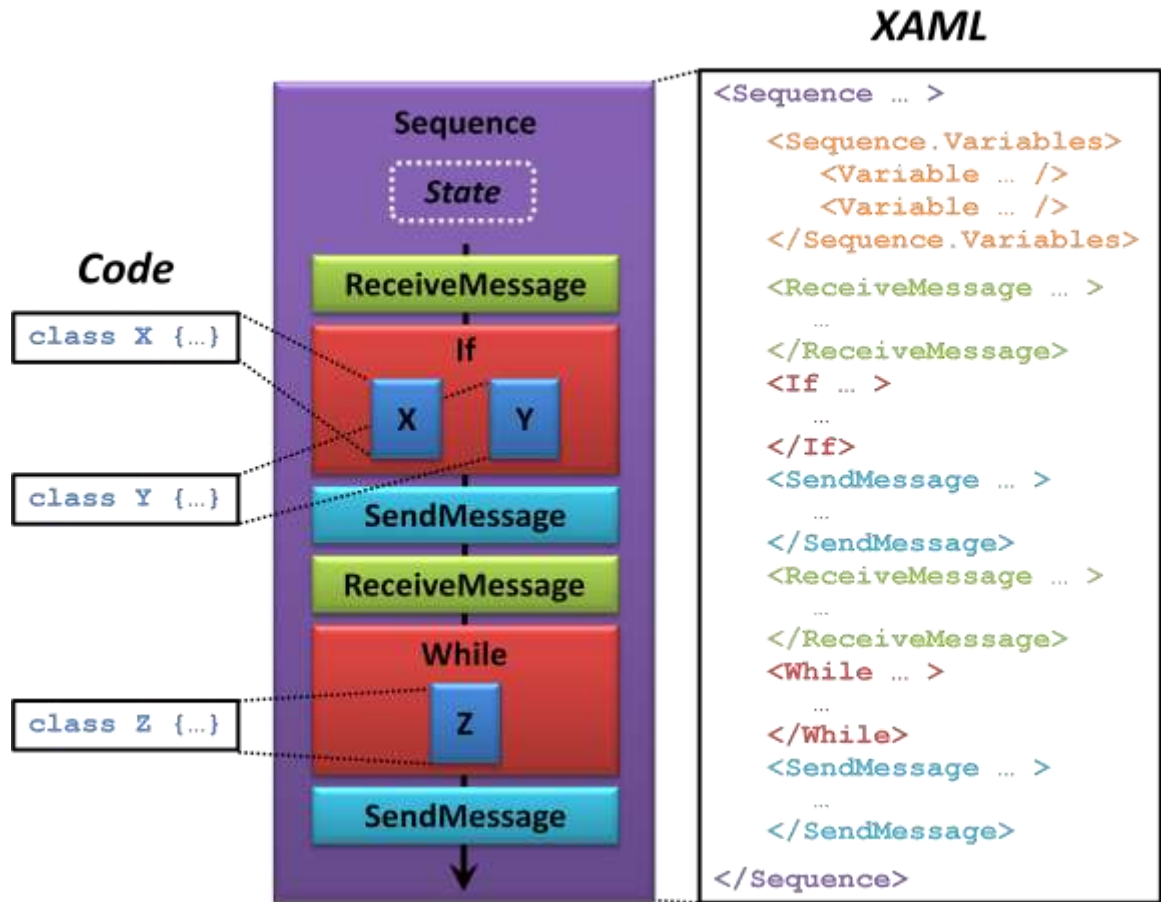 XAML
Code
class X {…}
class Y {…}
class Z {…}
Sequence
State
ReceiveMessage
If
X
Y
SendMessage
ReceiveMessage
While
Z
SendMessage
<Sequence … >
<Sequence.Variables>
<Variable … />
<Variable … />
</Sequence.Variables>
<ReceiveMessage … >
…
</ReceiveMessage>
<If … >
…
</If>
<SendMessage … >
…
</SendMessage>
<ReceiveMessage … >
…
</ReceiveMessage>
<While … >
…
</While>
<SendMessage … >
…
</SendMessage>
</Sequence>